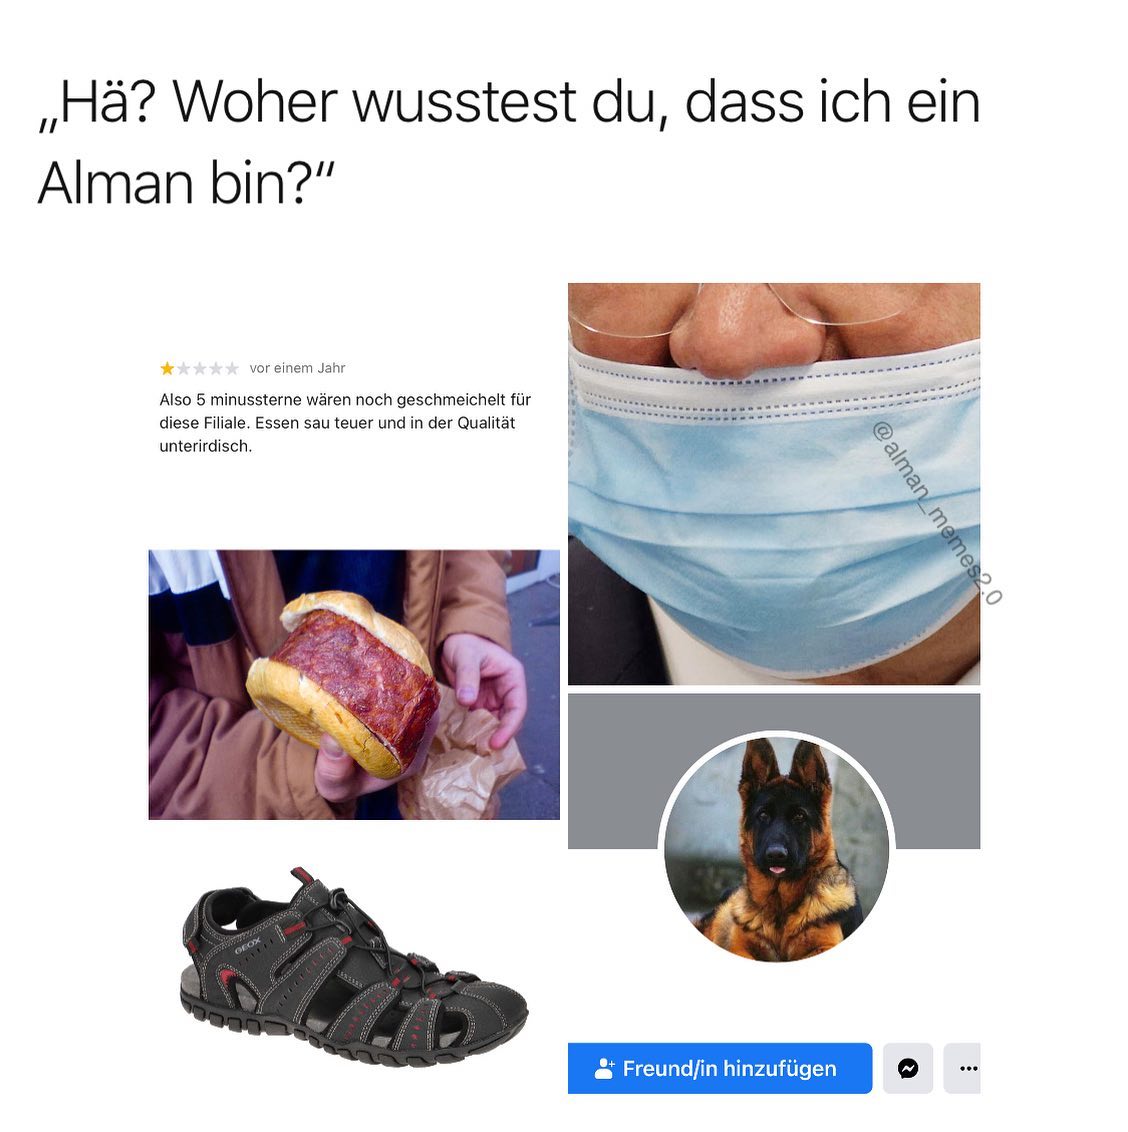 „Hä? Woher wusstest du, dass ich ein
Alman bin?“
vor einem Jahr
Also 5 minussterne wären noch geschmeichelt für
diese Filiale. Essen sau teuer und in der Qualität
unterirdisch.
@alman_memes2.0
GEOX
Freund/in hinzufügen